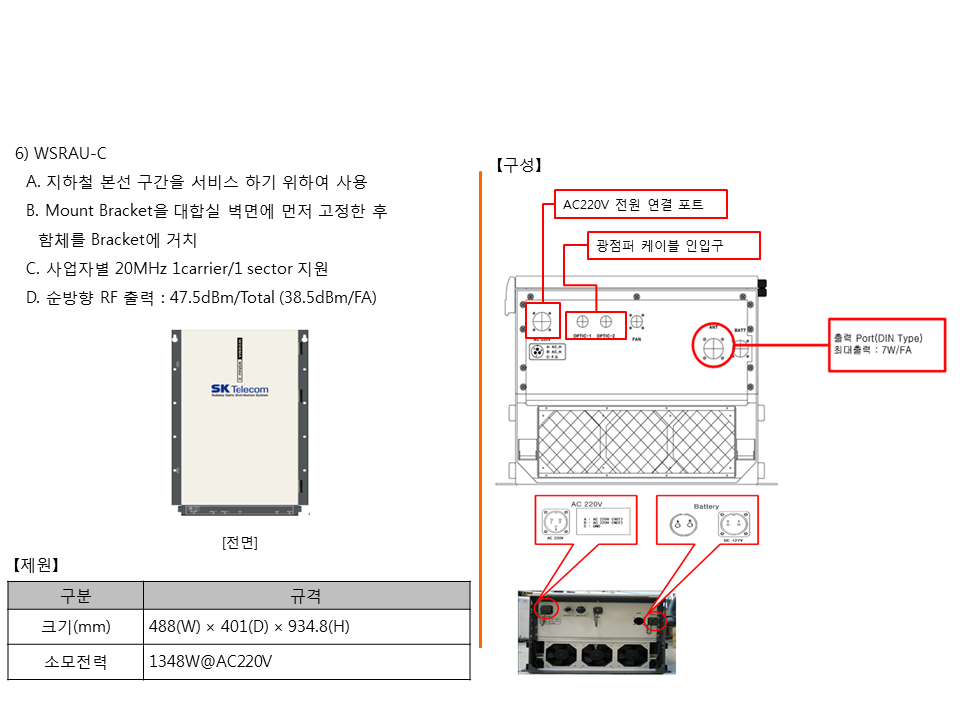 6) WSRAU-C
A. 지하철 본선 구간을 서비스 하기 위하여 사용
B. Mount Bracket을 대합실 벽면에 먼저 고정한 후
함체를 Bracket에 거치
C. 사업자별 20MHz 1carrier/1 sector 지원
D. 순방향 RF 출력 : 47.5dBm/Total (38.5dBm/FA)
SK Telecom
[전면]
【제원】
구분 규격
크기(mm) 488(W) × 401(D) × 934.8(H)
소모전력 1348W@AC220V
【구성】
AC220V 전원 연결 포트
광점퍼 케이블 인입구
ANT
BATT
OPTIC-1 OPTIC-2 FAN
AC 220V
출력 Port(DIN Type)
최대출력 : 7W/FA
AC 220V
AC 220V
Battery